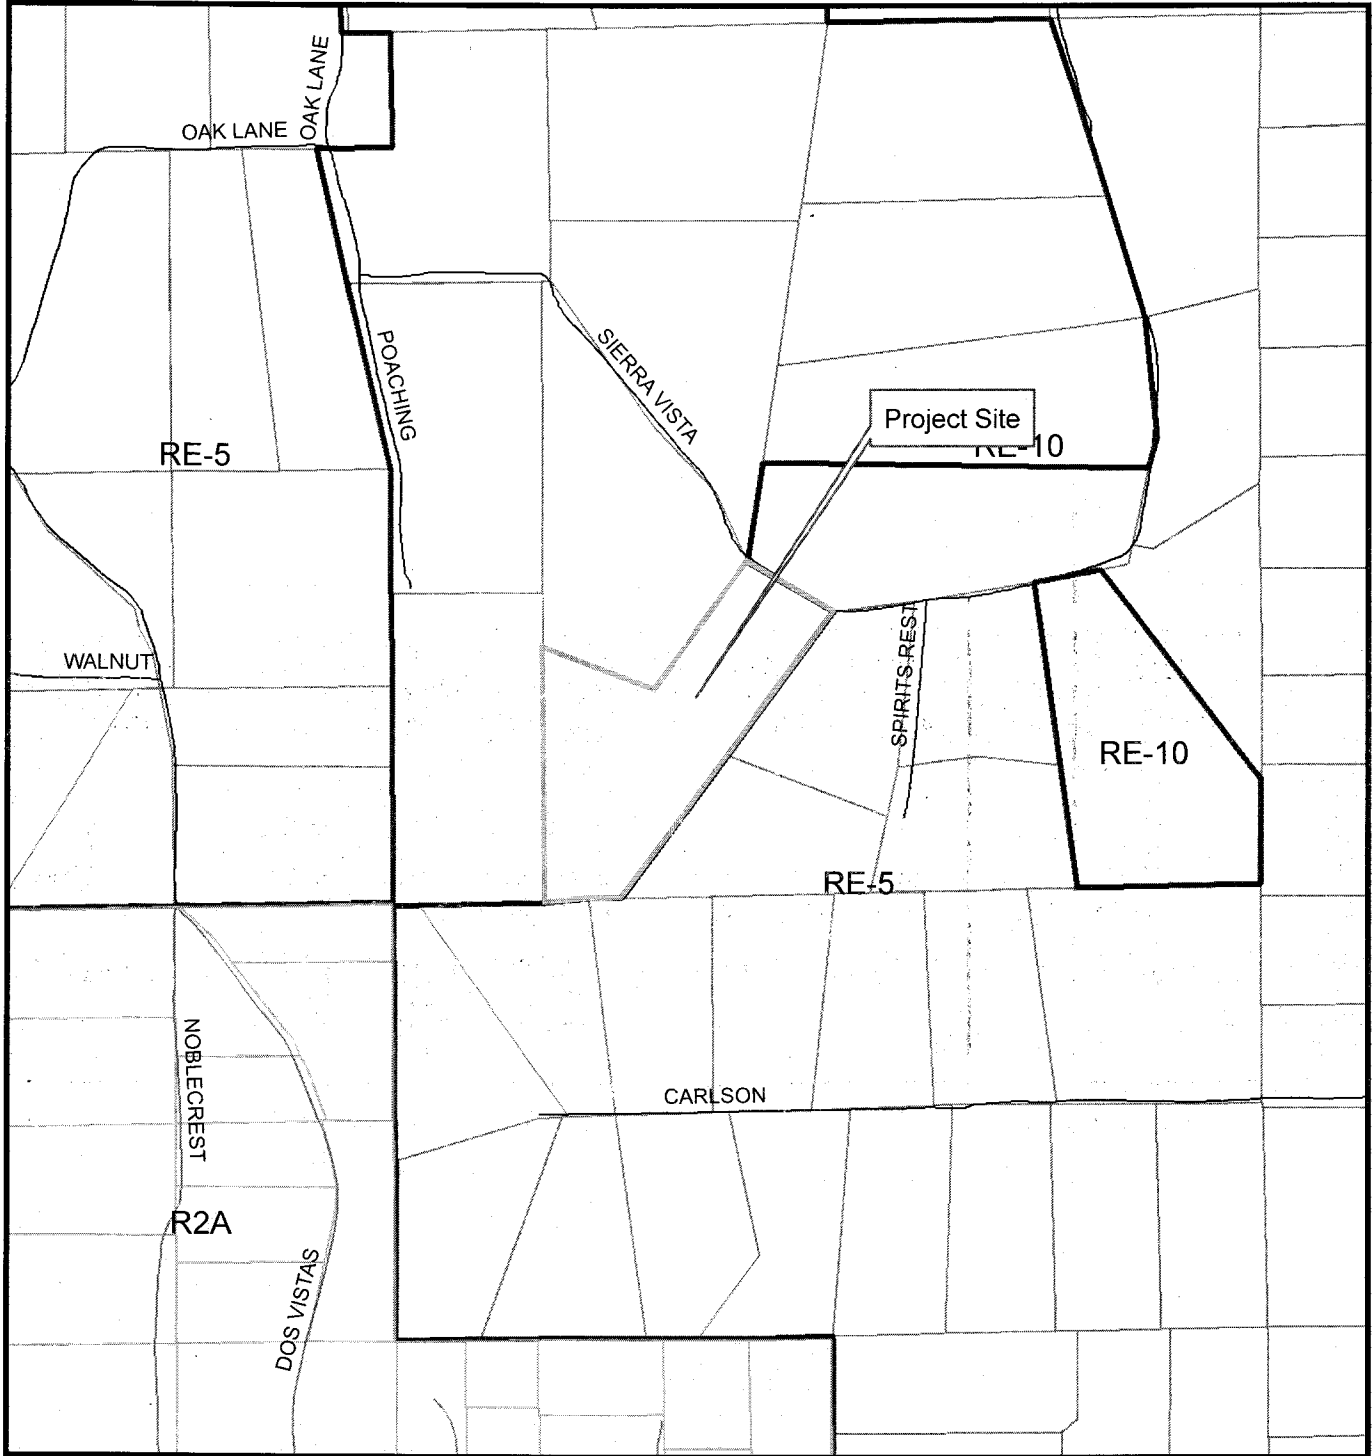 OAK LANE
OAK LANE
POACHING
SIERRA VISTA
Project Site
RE-10
RE-5
WALNUT
SPIRITS REST
RE-10
RE-5
NOBLECREST
CARLSON
R2A
DOS VISTAS